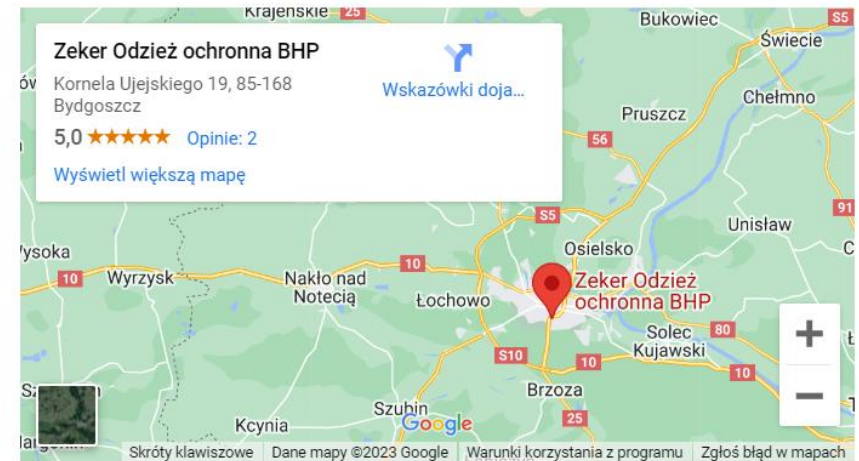 Krajeńskie
25
Bukowiec
S5
Świecie
Zeker Odzież ochronna BHP
Kornela Ujejskiego 19, 85-168
Bydgoszcz
5,0 ★★★★★ Opinie: 2
Wyświetl większą mapę
Wskazówki doja...
Chełmno
Pruszcz
56
91
S5
Unisław
Osielsko
10
10
Wyrzysk
Nakło nad
Notecią
Łochowo
Zeker Odzież
ochronna BHP
Solec
Kujawski
80
S10
10
10
Brzoza
25
Szubin
Kcynia
Google
+
−
Skróty klawiszowe
Dane mapy ©2023 Google
Warunki korzystania z programu
Zgłoś błąd w mapach